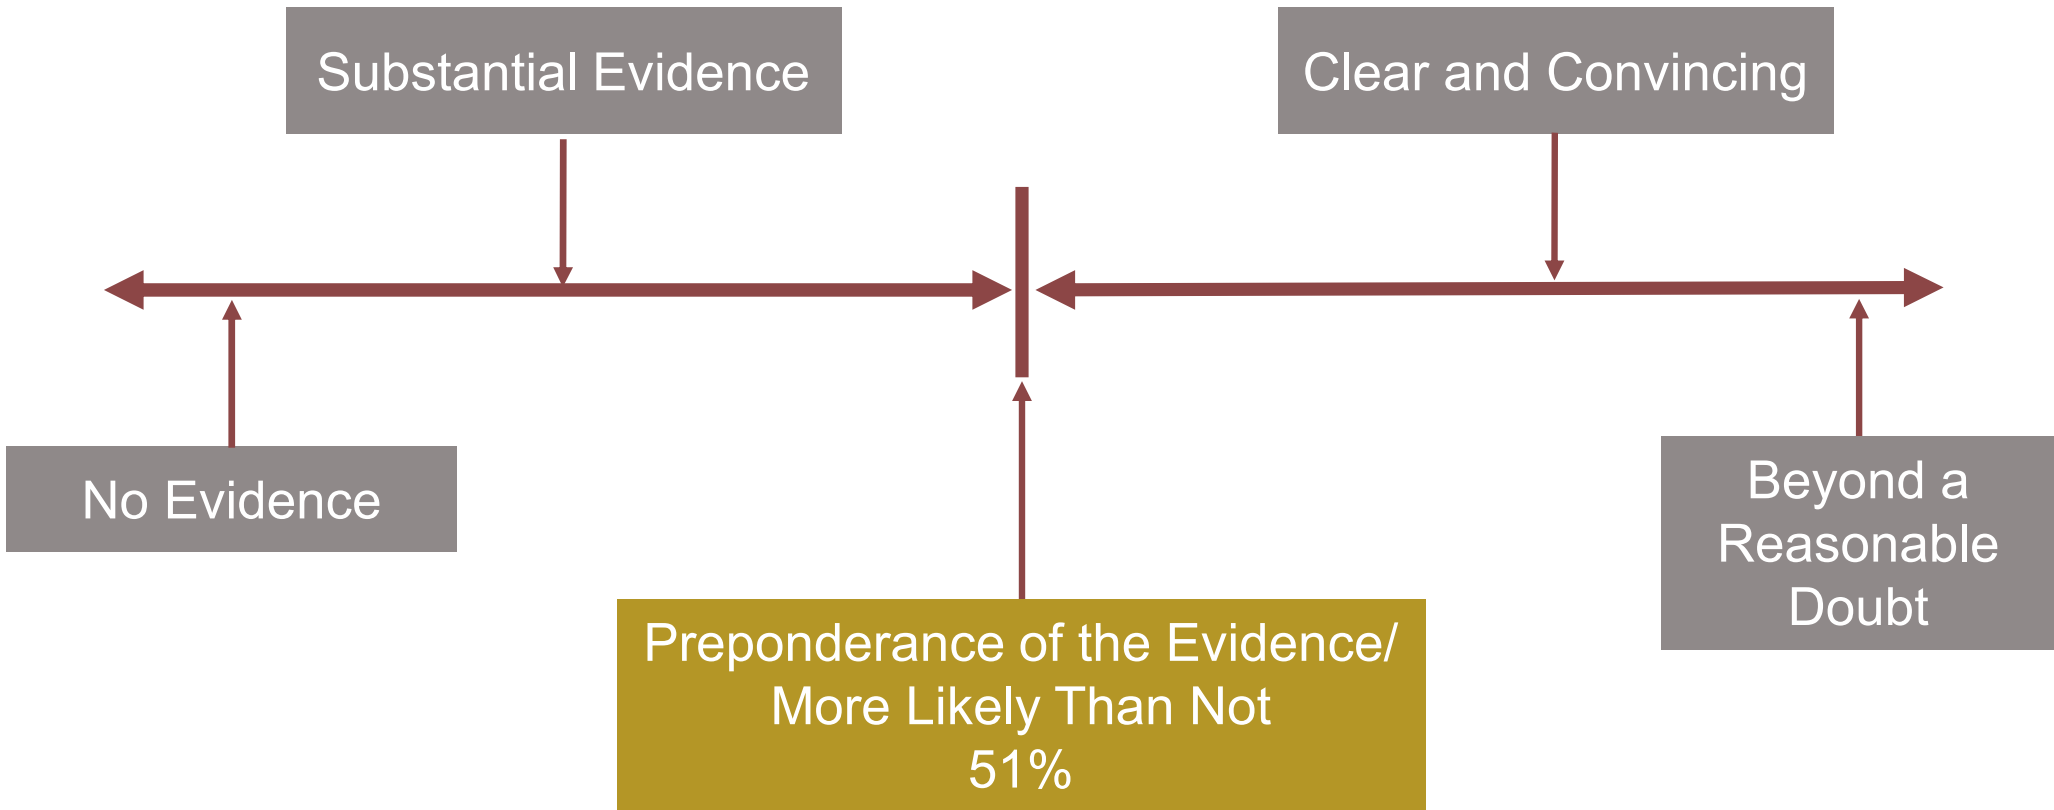 Substantial Evidence
Clear and Convincing
No Evidence
Beyond a
Reasonable
Doubt
Preponderance of the Evidence/
More Likely Than Not
51%